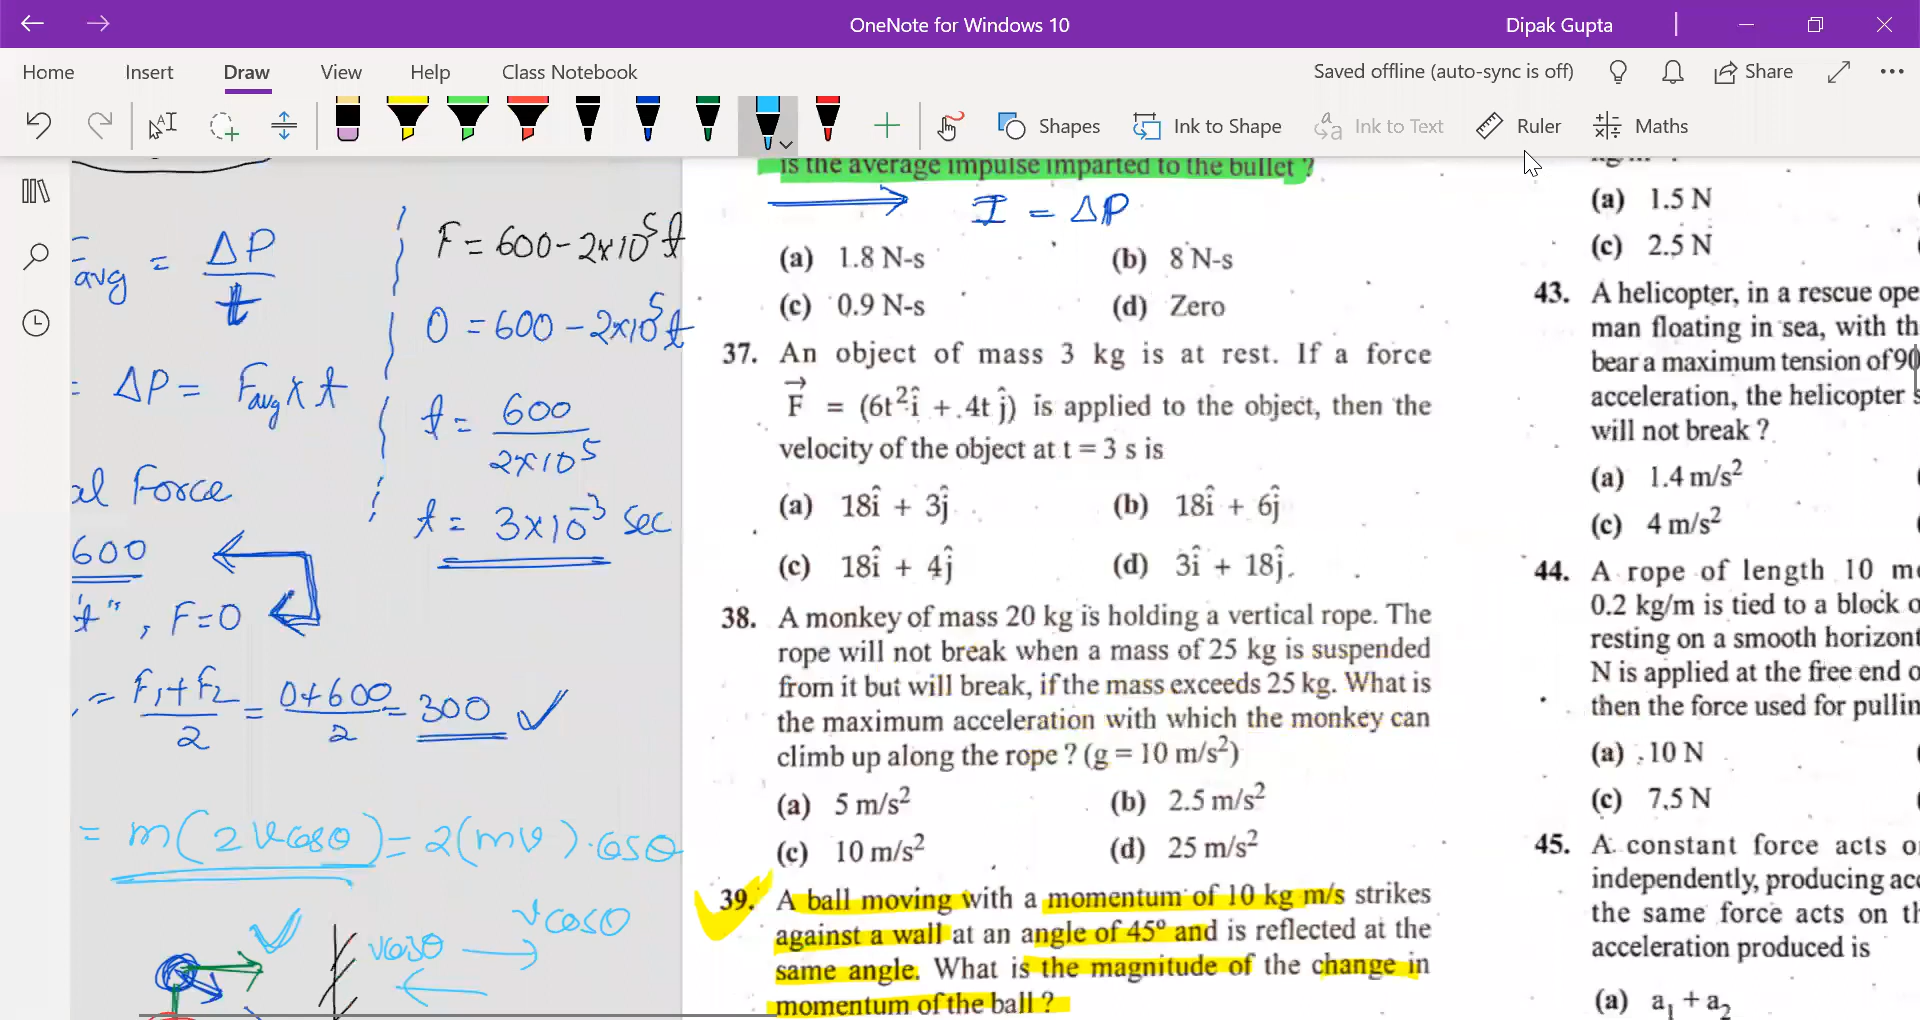 OneNote for Windows 10
Dipak Gupta
Home Insert Draw View Help Class Notebook
Saved offline (auto-sync is off) Share
Shapes Ink to Shape Ink to Text Ruler Maths
avg = ΔP/t
= ΔP = Favg × t
al Force
600
"t", F=0
= F1+F2/2 = 0+600/2 = 300 ✓
= m(2vcosθ) = 2(mv).cosθ
vcosθ
vcosθ
F = 600 - 2×10^5 t
0 = 600 - 2×10^5 t
t = 600/2×10^5
t = 3×10^-3 sec
is the average impulse imparted to the bullet ?
I = ΔP
(a) 1.8 N-s (b) 8 N-s
(c) 0.9 N-s (d) Zero
37. An object of mass 3 kg is at rest. If a force
F⃗ = (6t²î + 4t ĵ) is applied to the object, then the
velocity of the object at t = 3 s is
(a) 18î + 3ĵ (b) 18î + 6ĵ
(c) 18î + 4ĵ (d) 3î + 18ĵ
38. A monkey of mass 20 kg is holding a vertical rope. The
rope will not break when a mass of 25 kg is suspended
from it but will break, if the mass exceeds 25 kg. What is
the maximum acceleration with which the monkey can
climb up along the rope ? (g = 10 m/s²)
(a) 5 m/s² (b) 2.5 m/s²
(c) 10 m/s² (d) 25 m/s²
39. A ball moving with a momentum of 10 kg m/s strikes
against a wall at an angle of 45° and is reflected at the
same angle. What is the magnitude of the change in
momentum of the ball ?
(a) 1.5 N
(c) 2.5 N
43. A helicopter, in a rescue ope
man floating in sea, with th
bear a maximum tension of 90
acceleration, the helicopter s
will not break ?
(a) 1.4 m/s²
(c) 4 m/s²
44. A rope of length 10 m
0.2 kg/m is tied to a block o
resting on a smooth horizont
N is applied at the free end o
then the force used for pullin
(a) 10 N
(c) 7.5 N
45. A constant force acts o
independently, producing acc
the same force acts on th
acceleration produced is
(a) a₁ + a₂